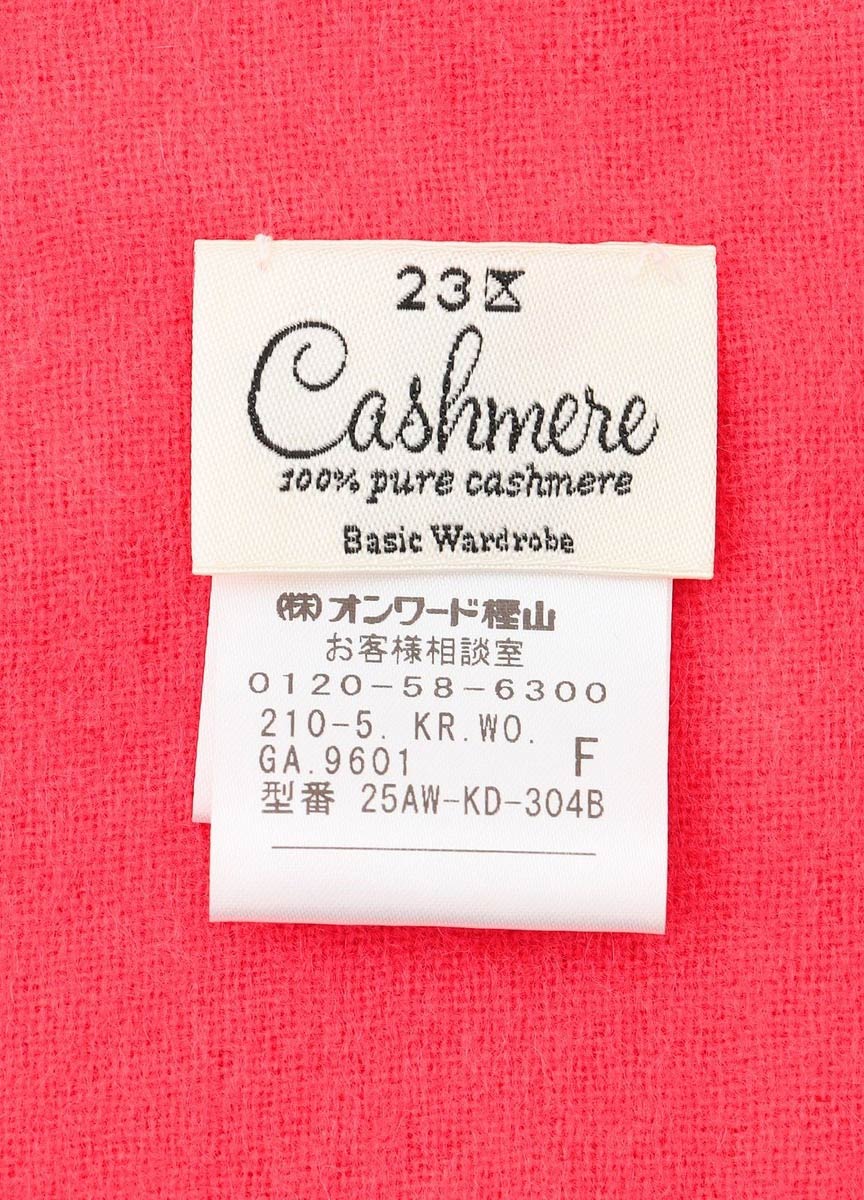 23区
Cashmere
100% pure cashmere
Basic Wardrobe
(株)オンワード樫山
お客様相談室
0120-58-6300
210-5. KR.WO.
GA.9601 F
型番 25AW-KD-304B